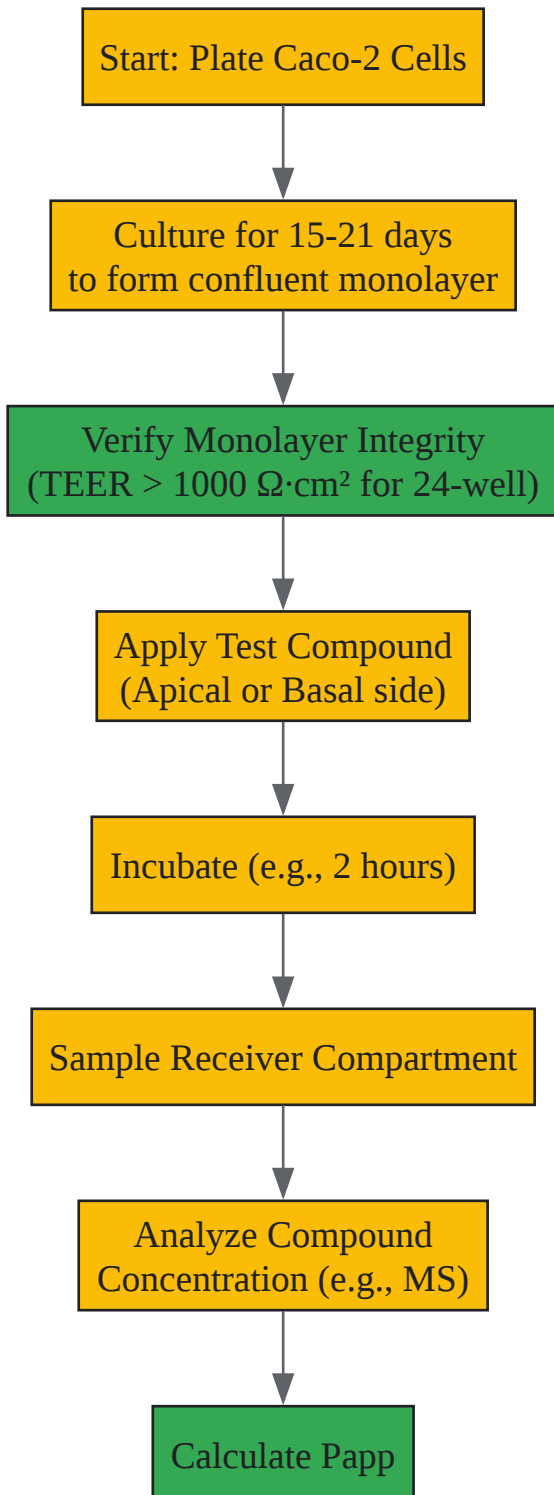 Start: Plate Caco-2 Cells
Culture for 15-21 days
to form confluent monolayer
Verify Monolayer Integrity
(TEER > 1000 Ω·cm² for 24-well)
Apply Test Compound
(Apical or Basal side)
Incubate (e.g., 2 hours)
Sample Receiver Compartment
Analyze Compound
Concentration (e.g., MS)
Calculate Papp